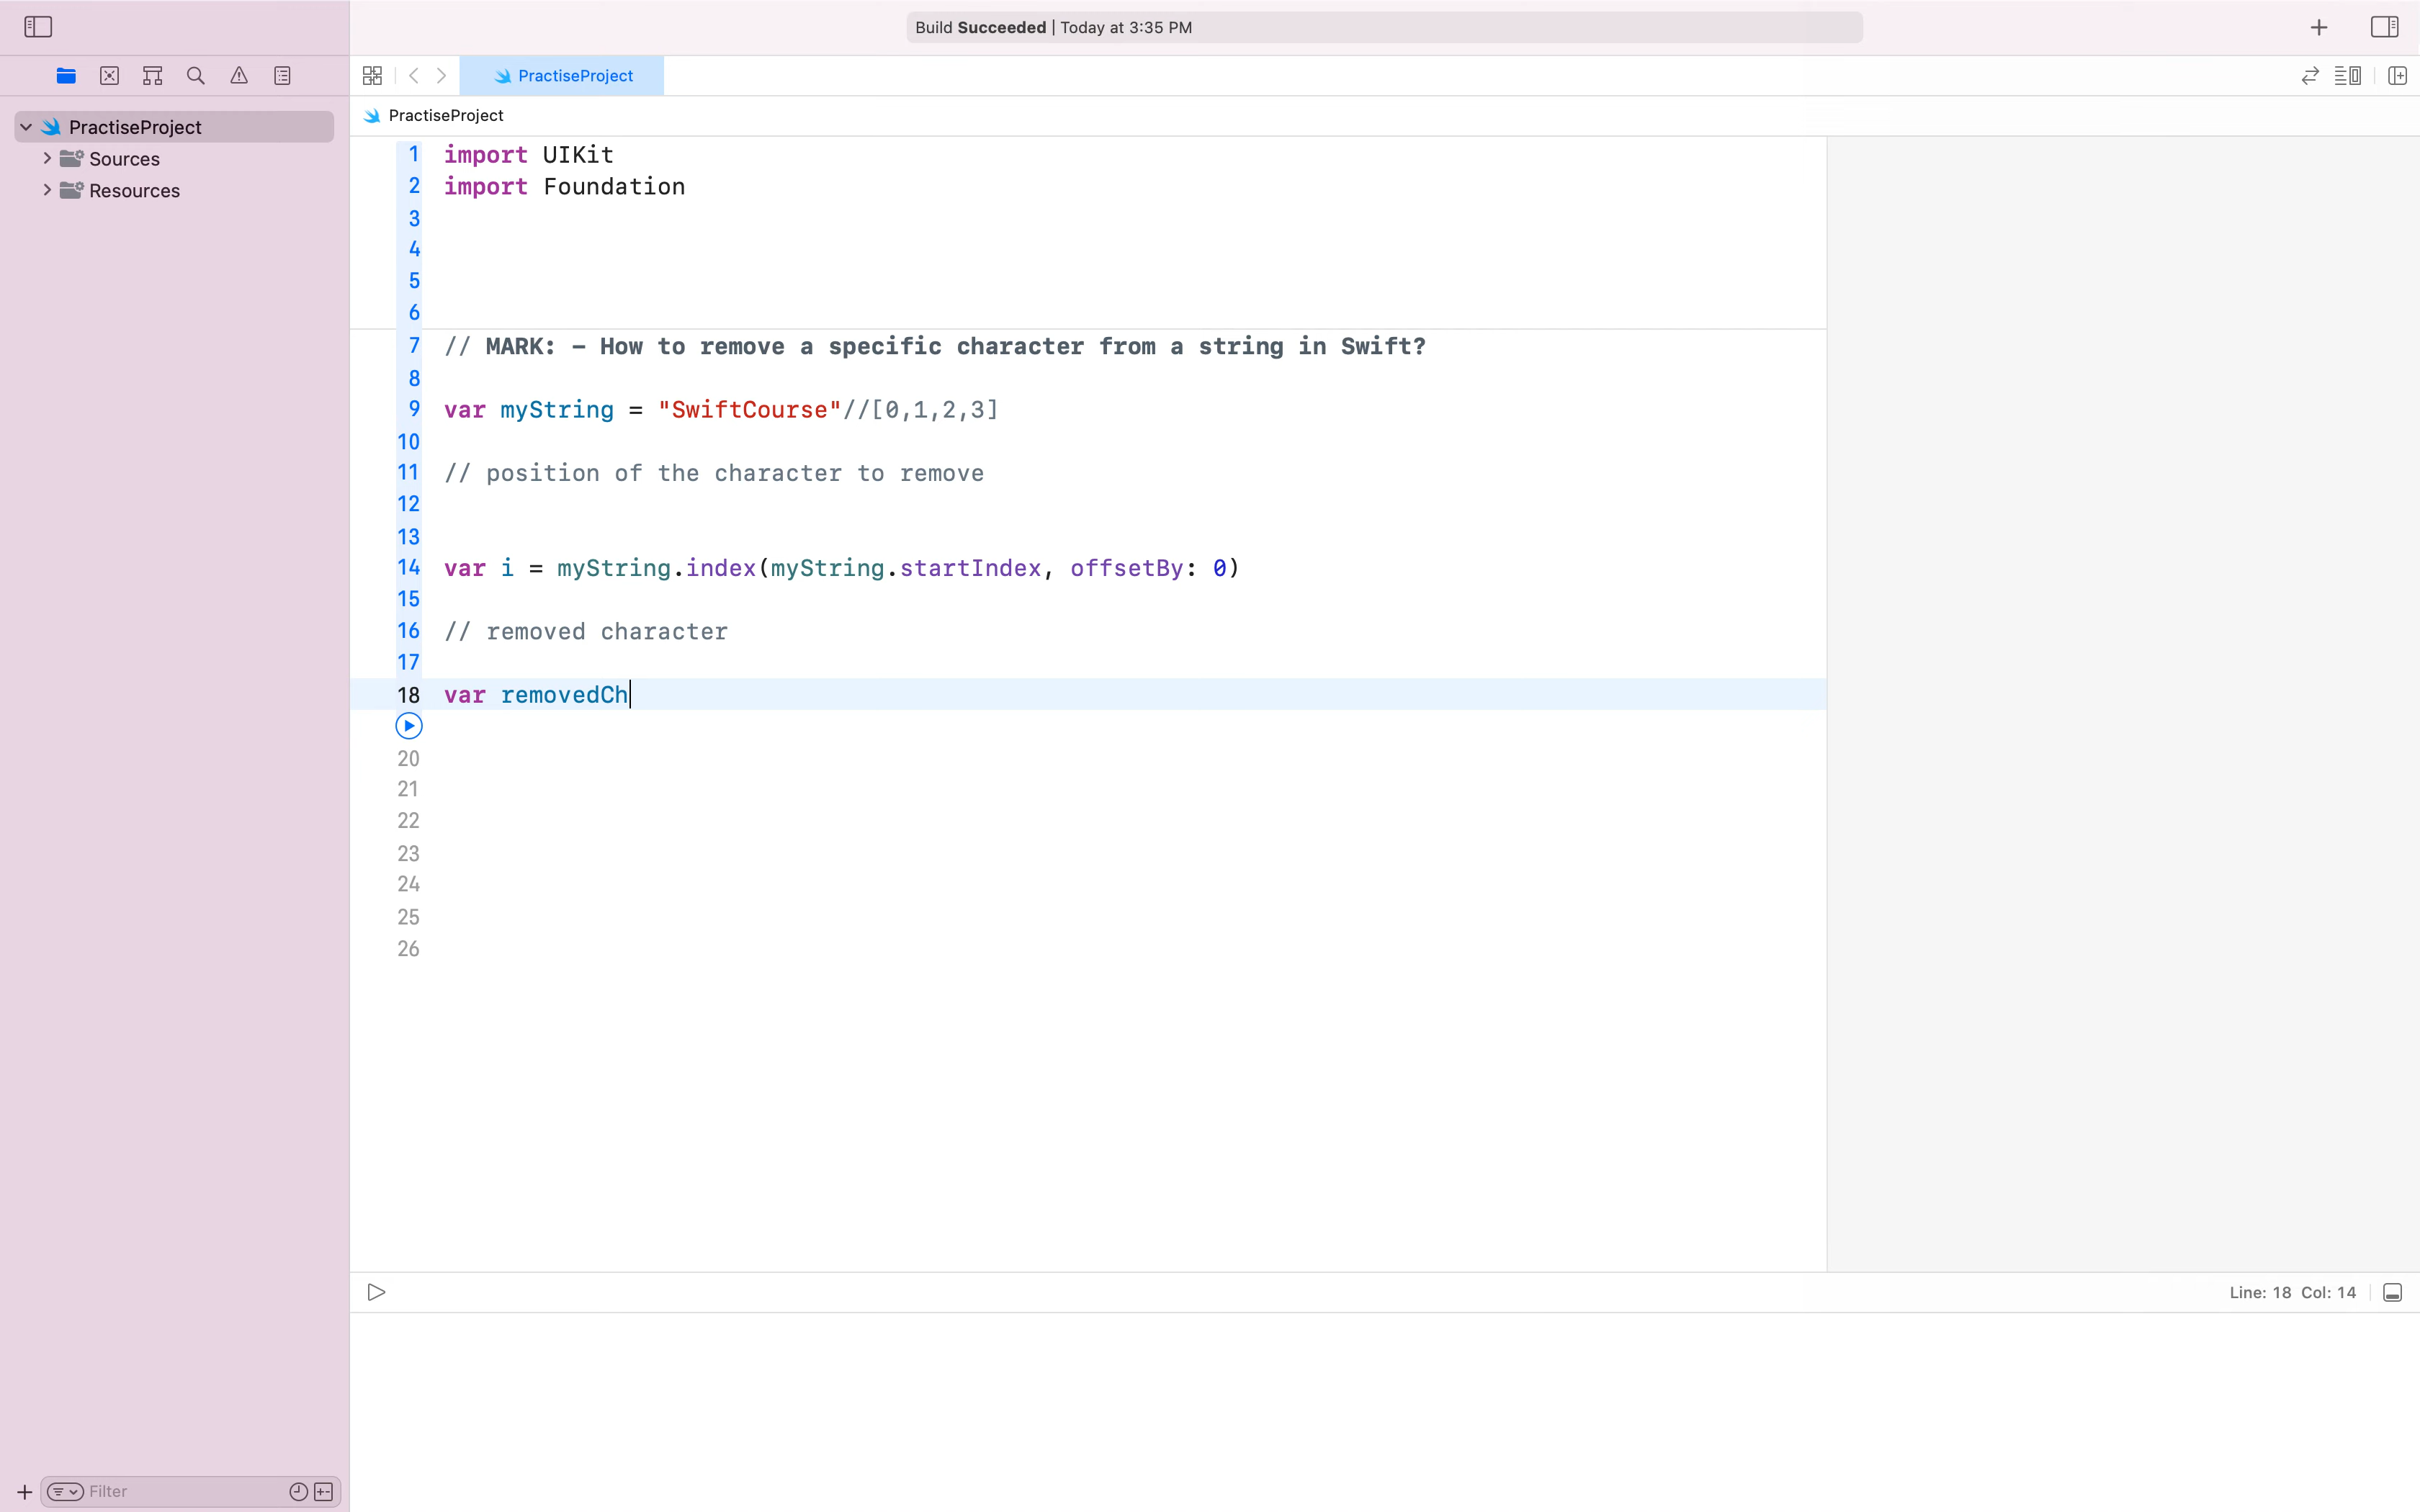 Build Succeeded | Today at 3:35 PM
PractiseProject
PractiseProject
PractiseProject
Sources
Resources
1 import UIKit
2 import Foundation
3
4
5
6
7 // MARK: - How to remove a specific character from a string in Swift?
8
9 var myString = "SwiftCourse"//[0,1,2,3]
10
11 // position of the character to remove
12
13
14 var i = myString.index(myString.startIndex, offsetBy: 0)
15
16 // removed character
17
18 var removedCh
20
21
22
23
24
25
26
Line: 18 Col: 14
Filter